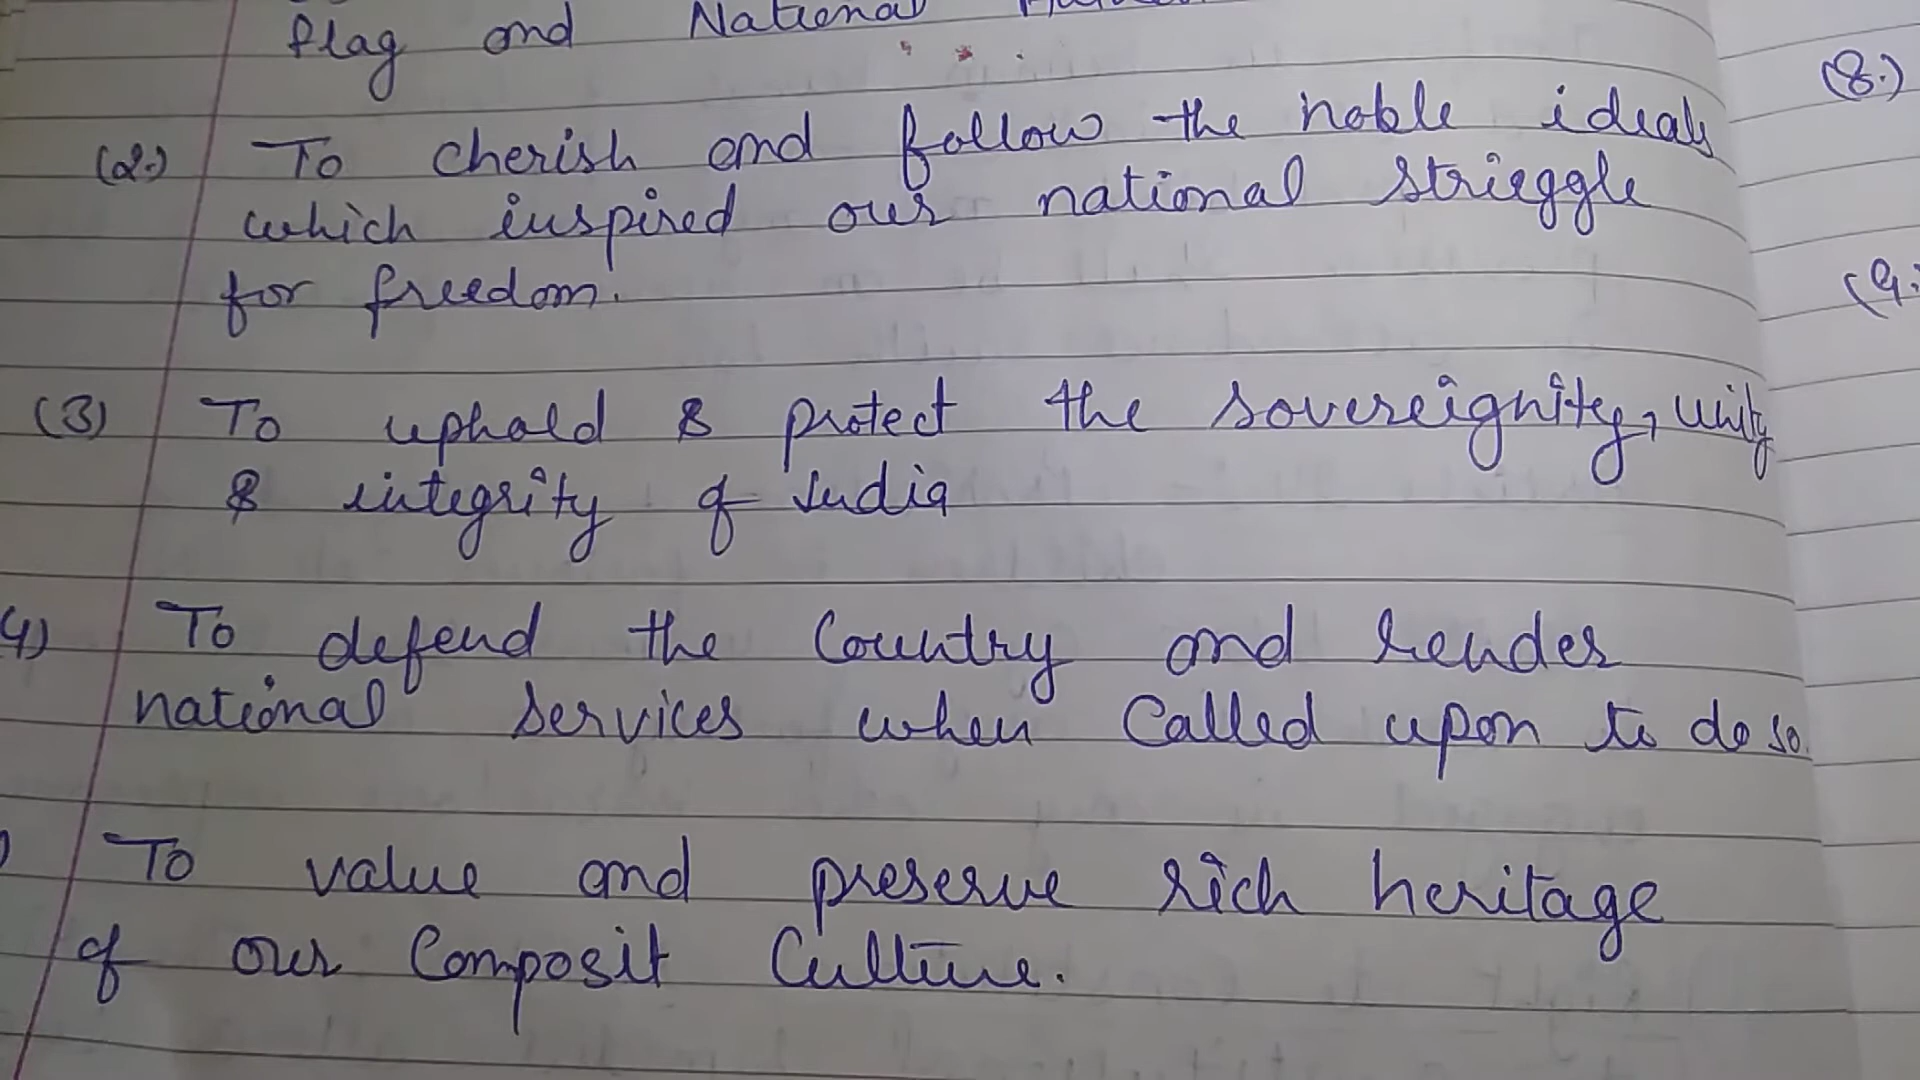 flag and National
(2.) To cherish and follow the noble ideals
which inspired our national struggle
for freedom.
(3) To uphold & protect the sovereignity, unity
& integrity of India
4) To defend the Country and render
national services when Called upon to do so.
) To value and preserve rich heritage
of our Composit Culture.
(8.)
(9.